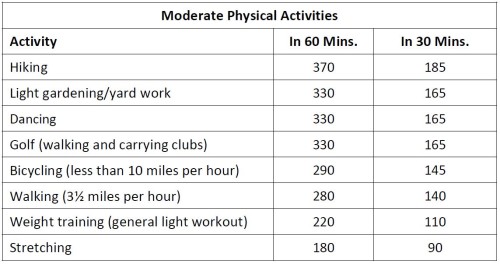 Moderate Physical Activities
Activity In 60 Mins. In 30 Mins.
Hiking 370 185
Light gardening/yard work 330 165
Dancing 330 165
Golf (walking and carrying clubs) 330 165
Bicycling (less than 10 miles per hour) 290 145
Walking (3½ miles per hour) 280 140
Weight training (general light workout) 220 110
Stretching 180 90